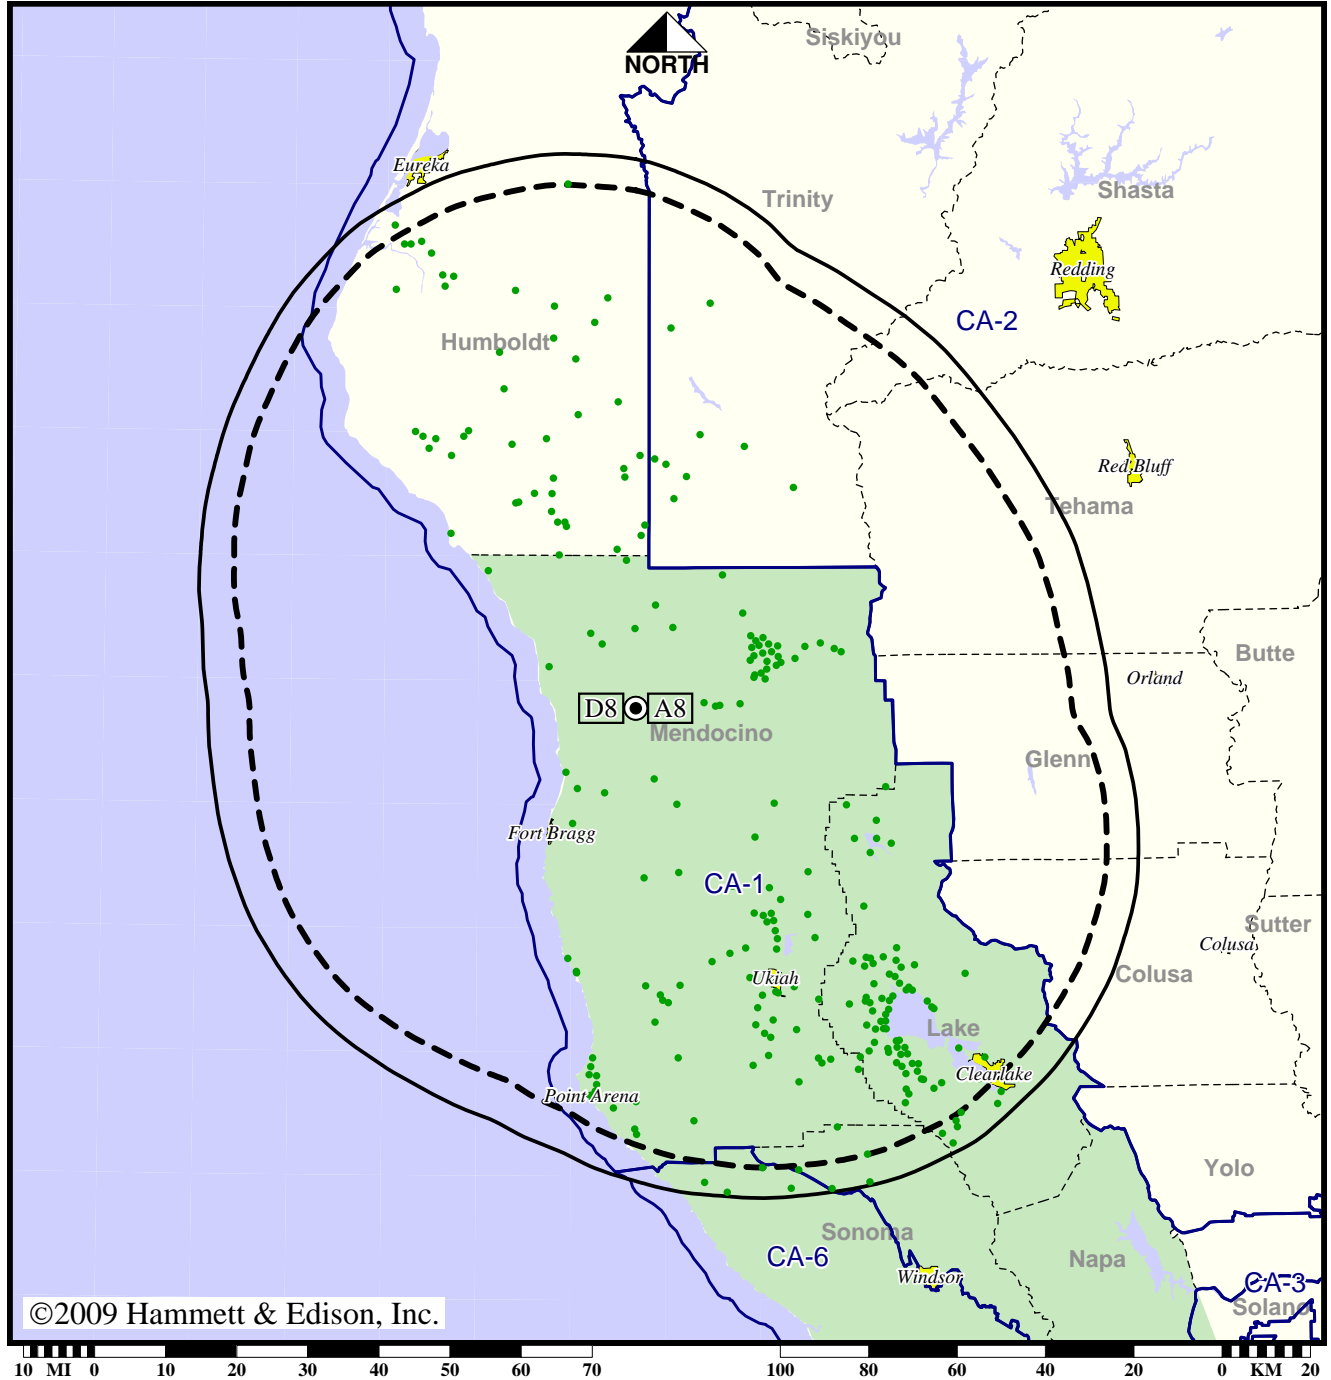 Siskiyou
NORTH
Eureka
Trinity
Shasta
Redding
CA-2
Humboldt
Red Bluff
Tehama
Butte
Orland
D8
A8
Mendocino
Glenn
Fort Bragg
CA-1
Sutter
Colusa
Colusa
Ukiah
Lake
Clearlake
Point Arena
Yolo
Sonoma
CA-6
Napa
Windsor
CA-3
Solano
©2009 Hammett & Edison, Inc.
10 MI 0 10 20 30 40 50 60 70 100 80 60 40 20 0 KM 20